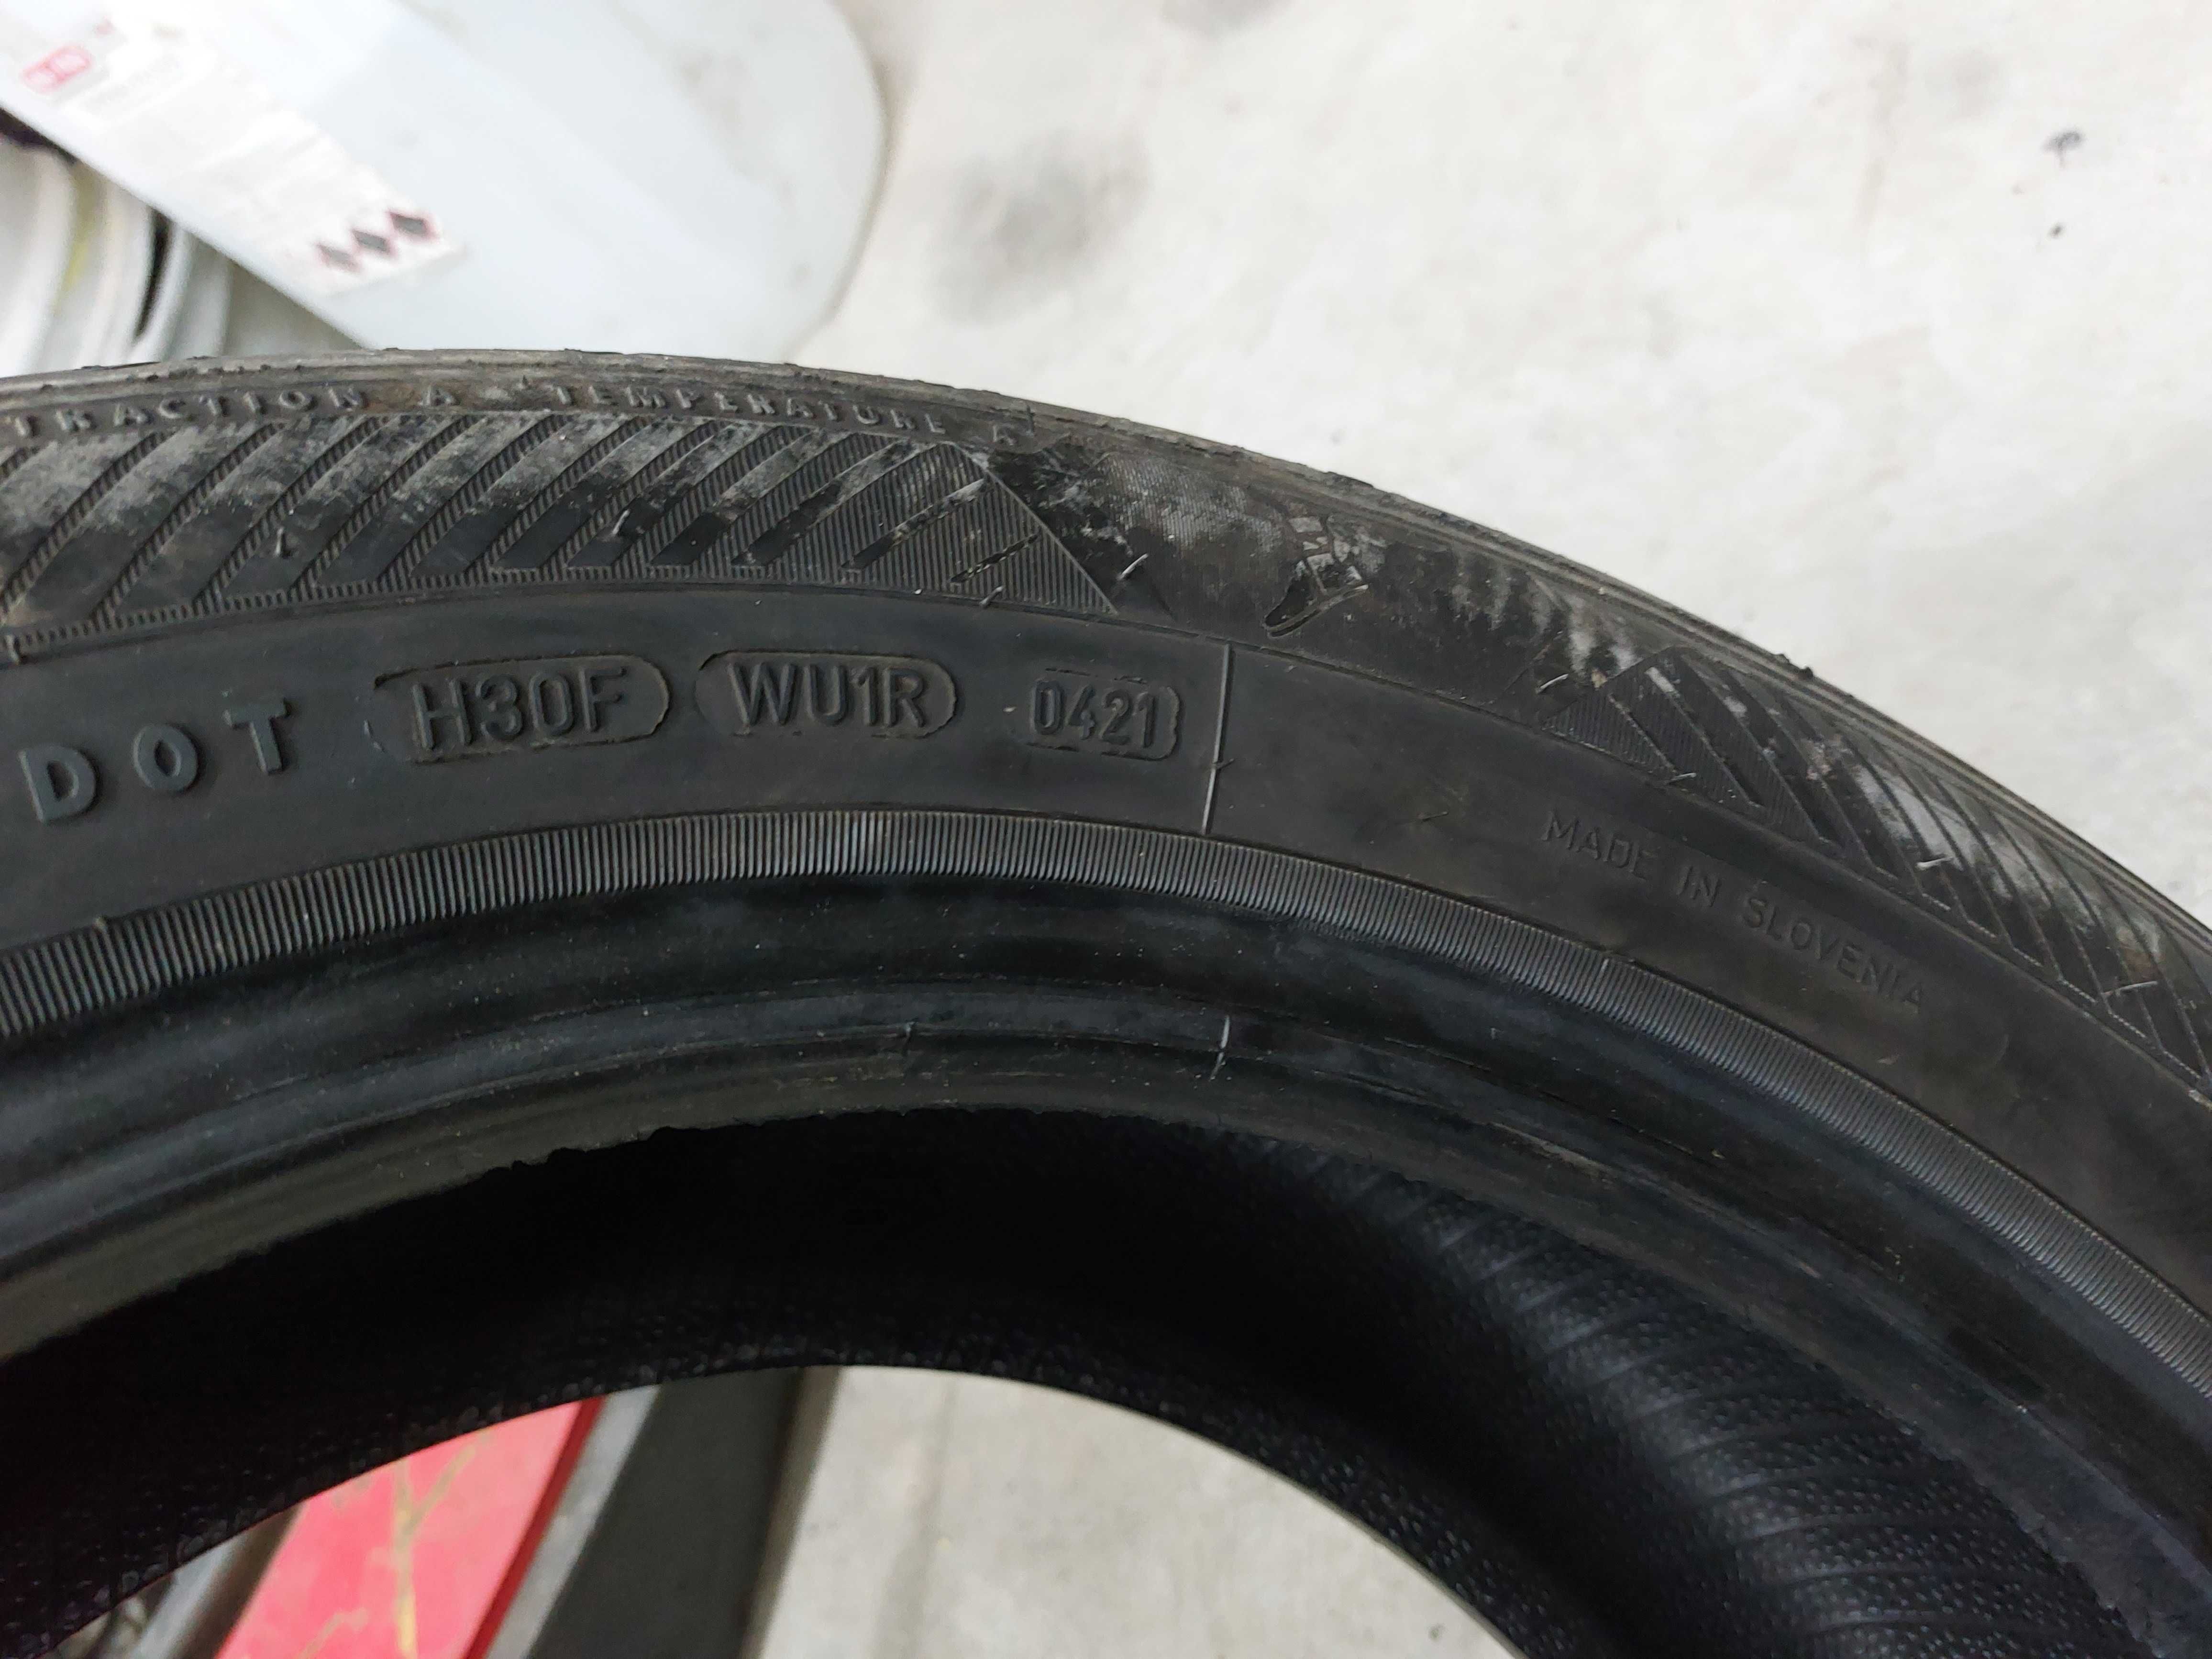 TRACTION A TEMPERATURE A
DOT H30F WU1R 0421
MADE IN SLOVENIA